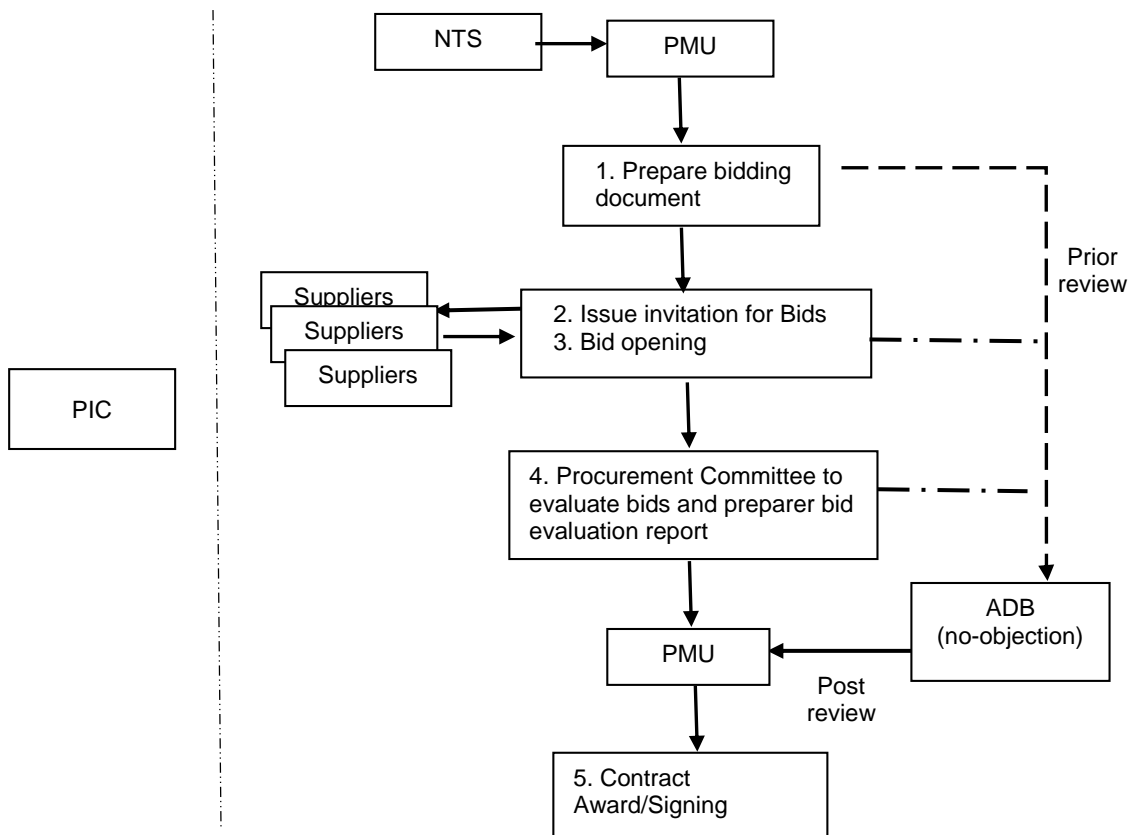 NTS
PMU
1. Prepare bidding
document
Prior
review
Suppliers
Suppliers
Suppliers
2. Issue invitation for Bids
3. Bid opening
PIC
4. Procurement Committee to
evaluate bids and preparer bid
evaluation report
ADB
(no-objection)
PMU
Post
review
5. Contract
Award/Signing